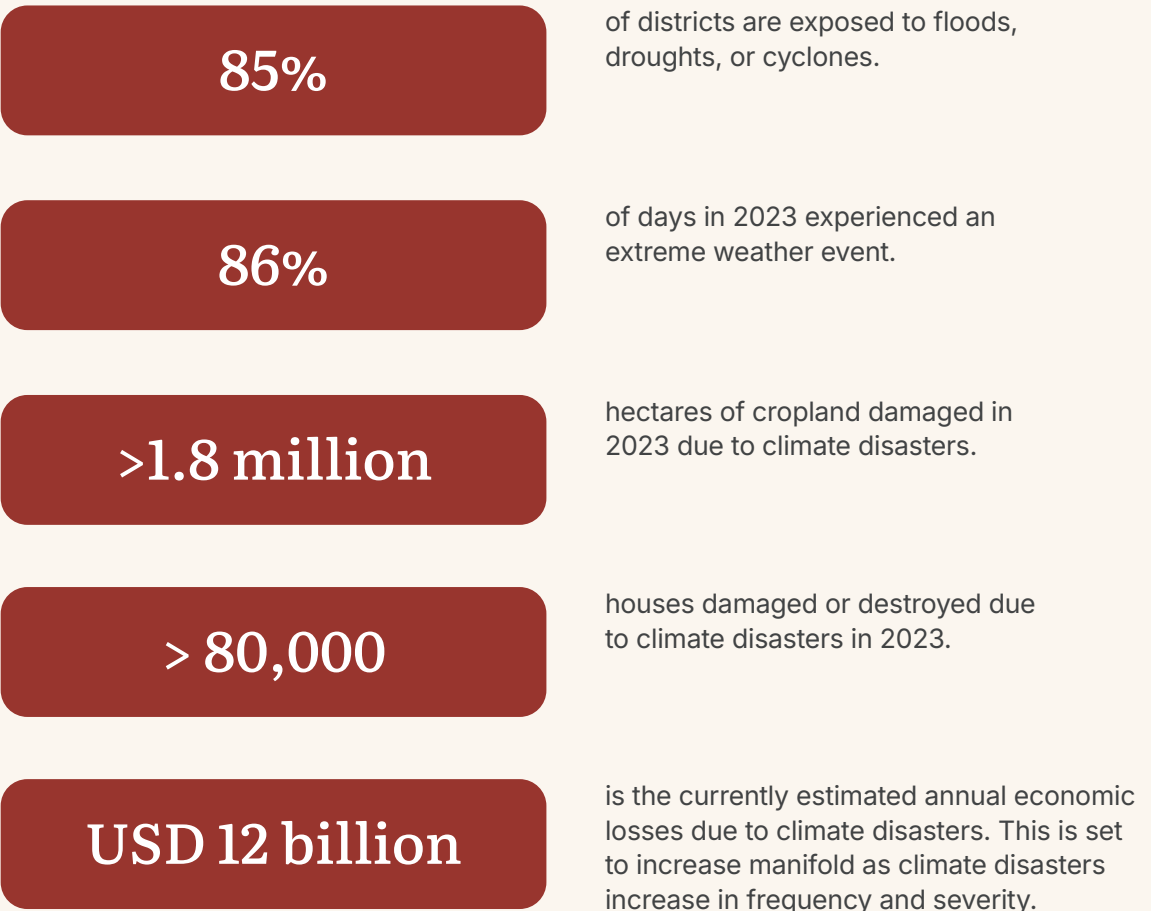 85%
of districts are exposed to floods,
droughts, or cyclones.
86%
of days in 2023 experienced an
extreme weather event.
>1.8 million
hectares of cropland damaged in
2023 due to climate disasters.
> 80,000
houses damaged or destroyed due
to climate disasters in 2023.
USD 12 billion
is the currently estimated annual economic
losses due to climate disasters. This is set
to increase manifold as climate disasters
increase in frequency and severity.